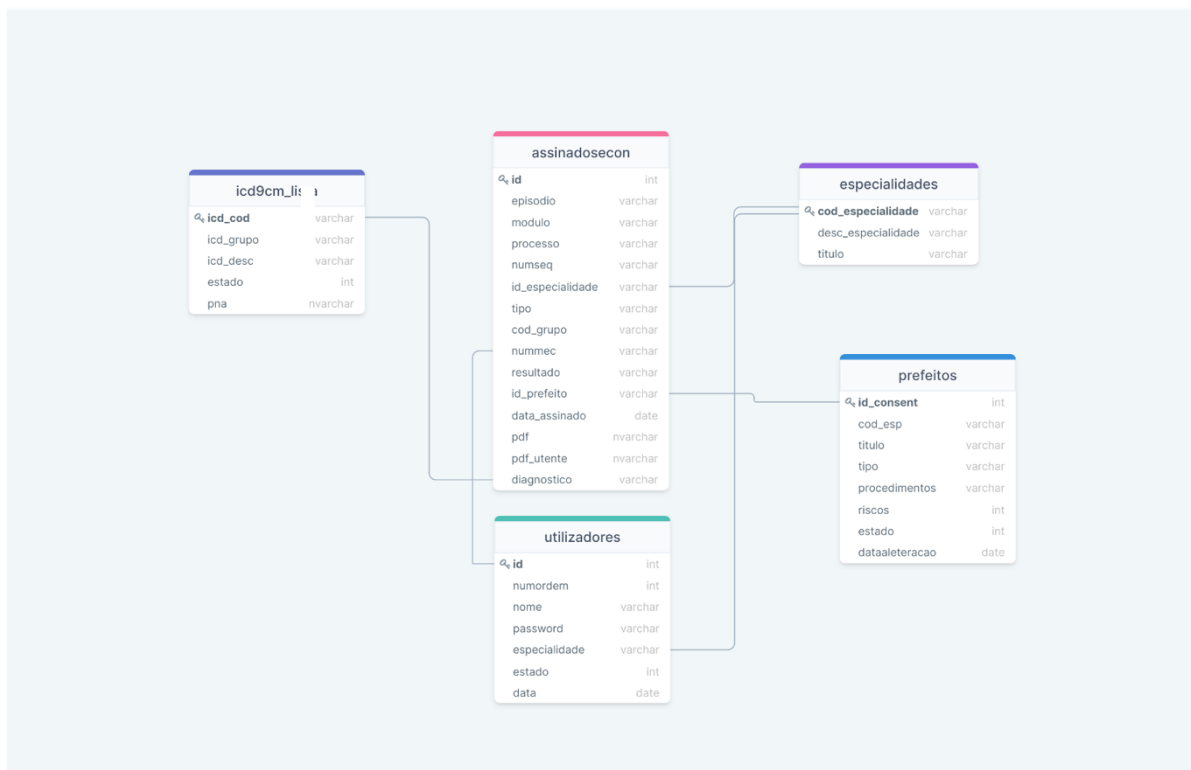 icd9cm_lis a
icd_cod varchar
icd_grupo varchar
icd_desc varchar
estado int
pna nvarchar
assinadosecon
id int
episodio varchar
modulo varchar
processo varchar
numseq varchar
id_especialidade varchar
tipo varchar
cod_grupo varchar
nummec varchar
resultado varchar
id_prefeito varchar
data_assinado date
pdf nvarchar
pdf_utente nvarchar
diagnostico varchar
utilizadores
id int
numordem int
nome varchar
password varchar
especialidade varchar
estado int
data date
especialidades
cod_especialidade varchar
desc_especialidade varchar
titulo varchar
prefeitos
id_consent int
cod_esp varchar
titulo varchar
tipo varchar
procedimentos varchar
riscos int
estado int
dataaleteracao date